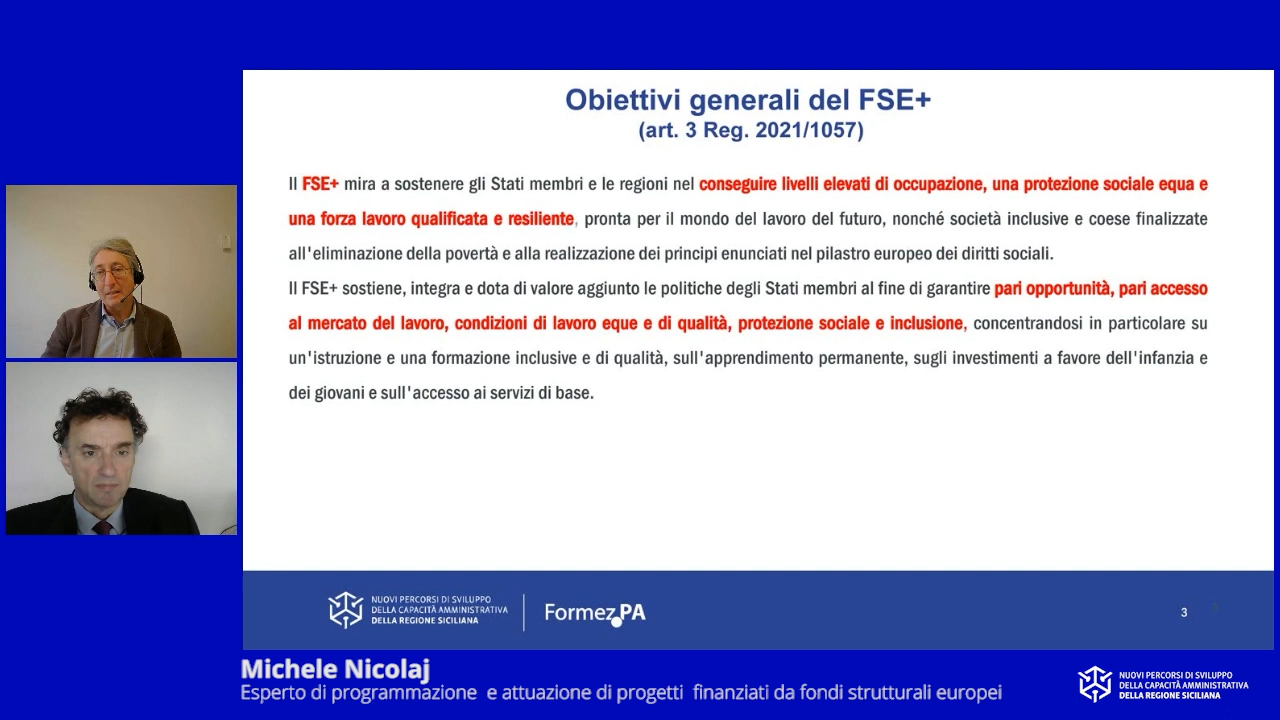 Obiettivi generali del FSE+
(art. 3 Reg. 2021/1057)
Il FSE+ mira a sostenere gli Stati membri e le regioni nel conseguire livelli elevati di occupazione, una protezione sociale equa e
una forza lavoro qualificata e resiliente, pronta per il mondo del lavoro del futuro, nonché società inclusive e coese finalizzate
all'eliminazione della povertà e alla realizzazione dei principi enunciati nel pilastro europeo dei diritti sociali.
Il FSE+ sostiene, integra e dota di valore aggiunto le politiche degli Stati membri al fine di garantire pari opportunità, pari accesso
al mercato del lavoro, condizioni di lavoro eque e di qualità, protezione sociale e inclusione, concentrandosi in particolare su
un'istruzione e una formazione inclusive e di qualità, sull'apprendimento permanente, sugli investimenti a favore dell'infanzia e
dei giovani e sull'accesso ai servizi di base.
NUOVI PERCORSI DI SVILUPPO
DELLA CAPACITÀ AMMINISTRATIVA
DELLA REGIONE SICILIANA
Formez.PA
3
Michele Nicolaj
Esperto di programmazione e attuazione di progetti finanziati da fondi strutturali europei
NUOVI PERCORSI DI SVILUPPO
DELLA CAPACITÀ AMMINISTRATIVA
DELLA REGIONE SICILIANA